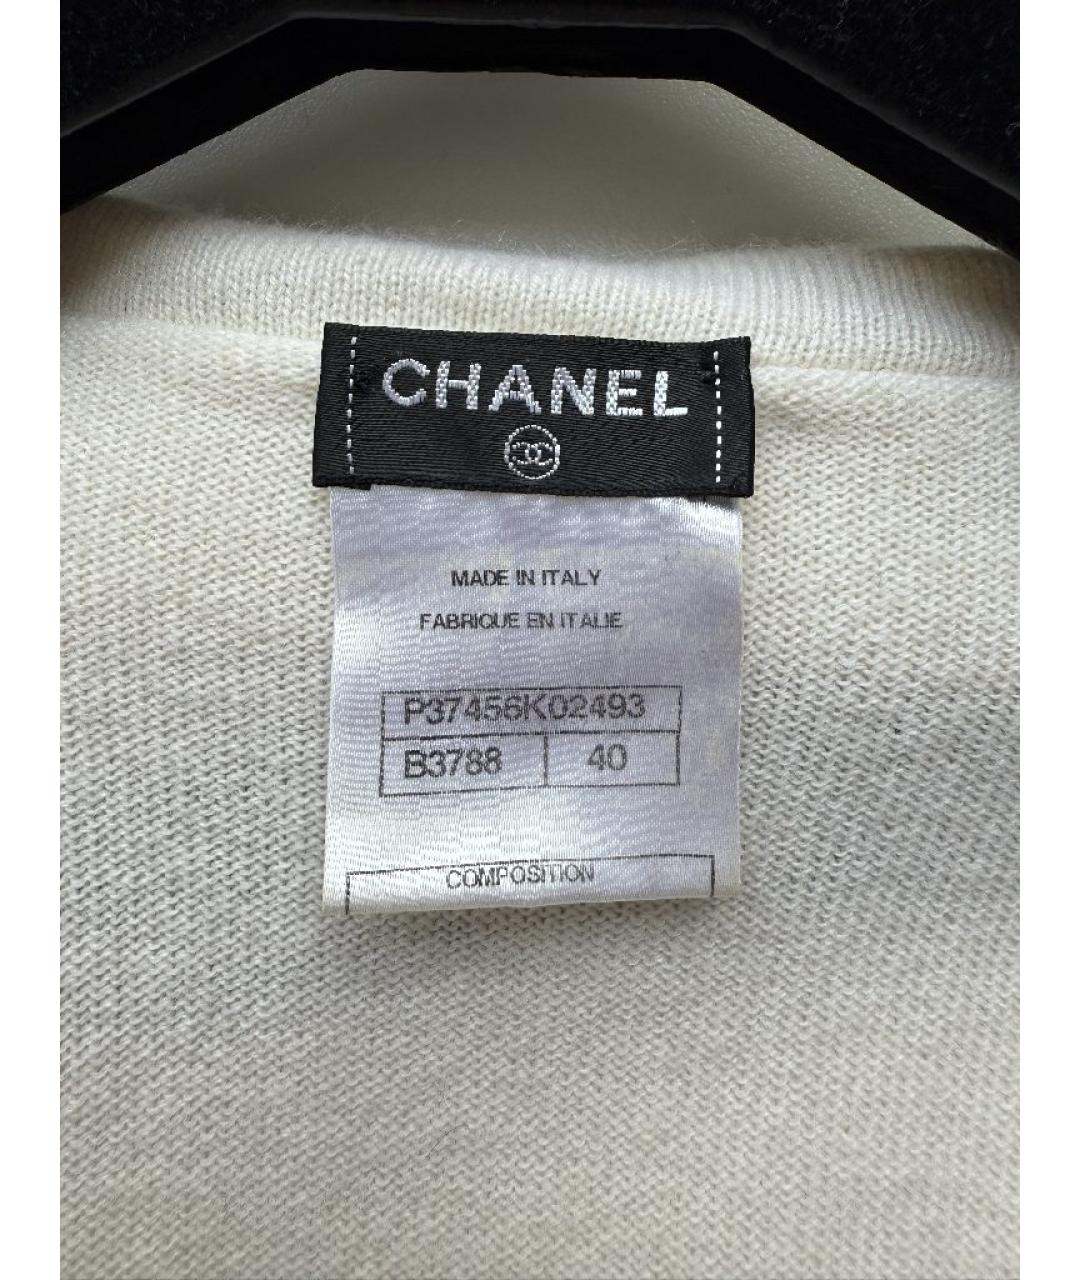 CHANEL
MADE IN ITALY
FABRIQUE EN ITALIE
P37456K02493
B3788 40
COMPOSITION